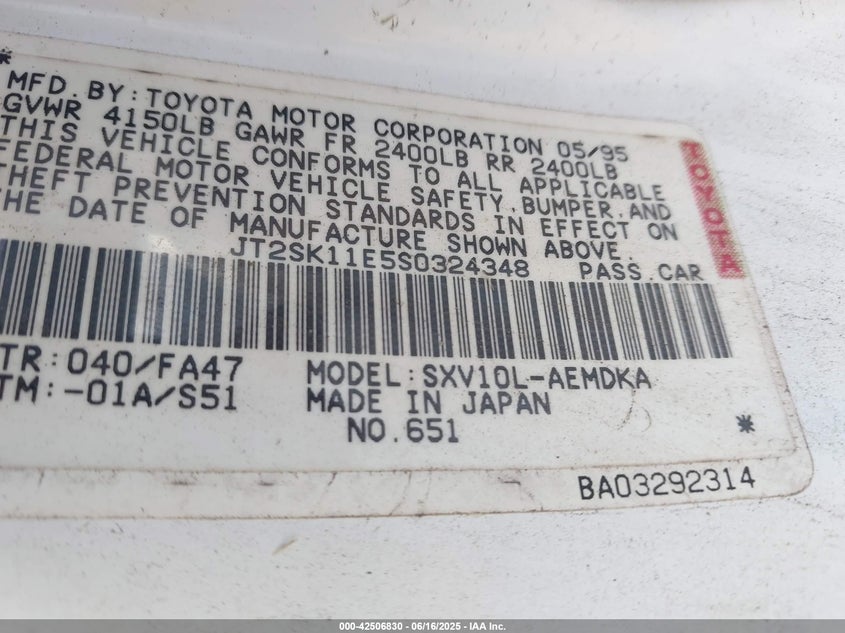 *
MFD. BY: TOYOTA MOTOR CORPORATION 05/95
GVWR 4150LB GAWR FR 2400LB RR 2400LB
THIS VEHICLE CONFORMS TO ALL APPLICABLE
FEDERAL MOTOR VEHICLE SAFETY, BUMPER, AND
THEFT PREVENTION STANDARDS IN EFFECT ON
THE DATE OF MANUFACTURE SHOWN ABOVE.
JT2SK11E5S0324348 PASS. CAR
TOYOTA
TR: 040/FA47 MODEL: SXV10L-AEMDKA
TM: -01A/S51 MADE IN JAPAN
NO. 651 *
BA03292314
000-42506830 - 06/16/2025 - IAA Inc.